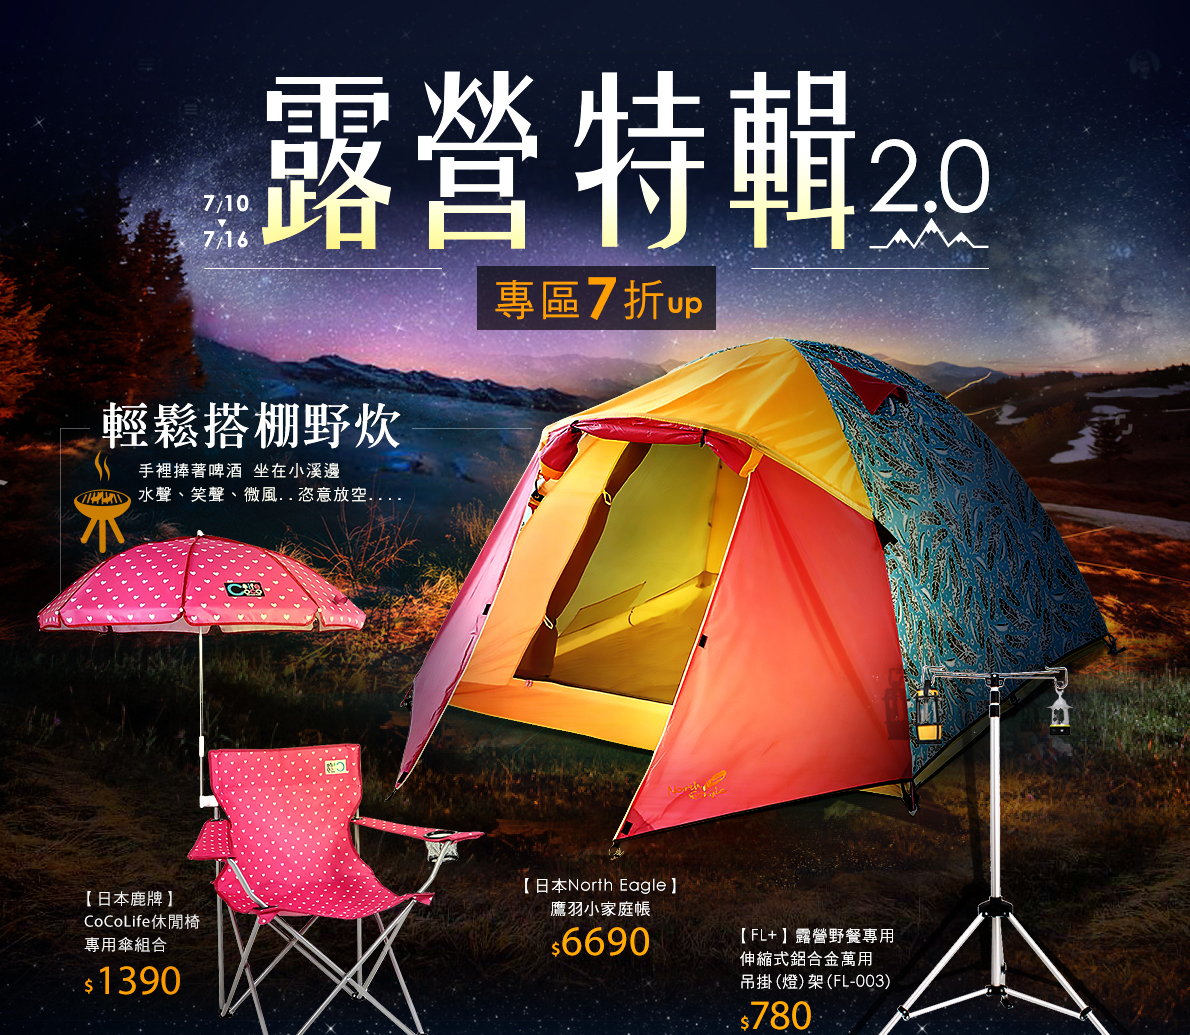 露營特輯2.0
7/10
7/16
專區7折up
輕鬆搭棚野炊
手裡捧著啤酒 坐在小溪邊
水聲、笑聲、微風..恣意放空....
【日本鹿牌】
CoCoLife休閒椅
專用傘組合
$1390
【日本North Eagle】
鷹羽小家庭帳
$6690
【FL+】露營野餐專用
伸縮式鋁合金萬用
吊掛(燈)架(FL-003)
$780